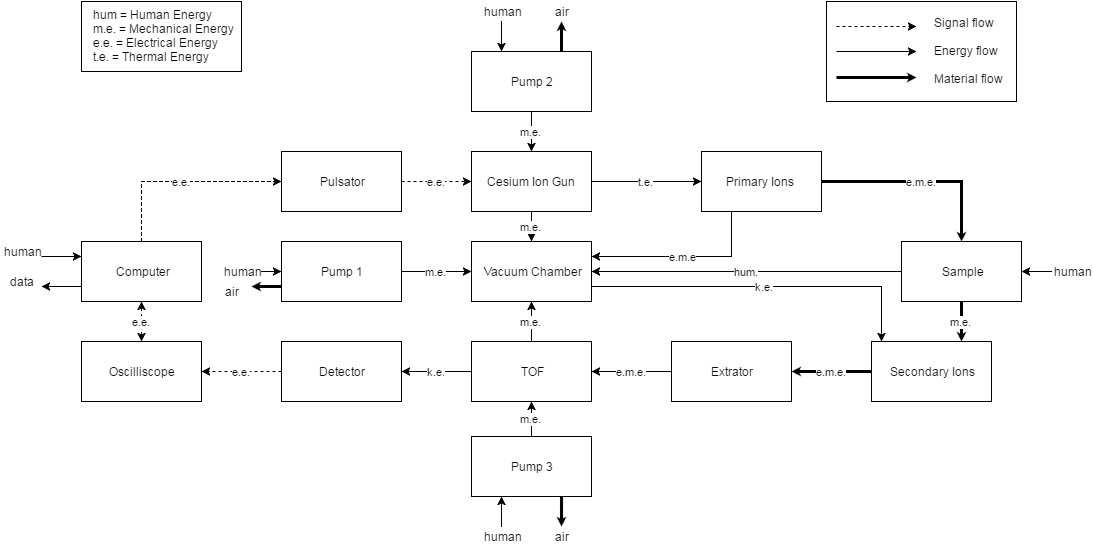 hum = Human Energy
m.e. = Mechanical Energy
e.e. = Electrical Energy
t.e. = Thermal Energy
human
air
Signal flow
Energy flow
Material flow
Pump 2
m.e.
Pulsator
Cesium Ion Gun
Primary Ions
e.e.
e.e.
t.e.
e.m.e.
m.e.
human
data
Computer
human
air
Pump 1
m.e.
Vacuum Chamber
e.m.e
hum.
k.e.
Sample
human
e.e.
m.e.
m.e.
Oscilliscope
e.e.
Detector
k.e.
TOF
e.m.e.
Extrator
e.m.e.
Secondary Ions
m.e.
Pump 3
human
air